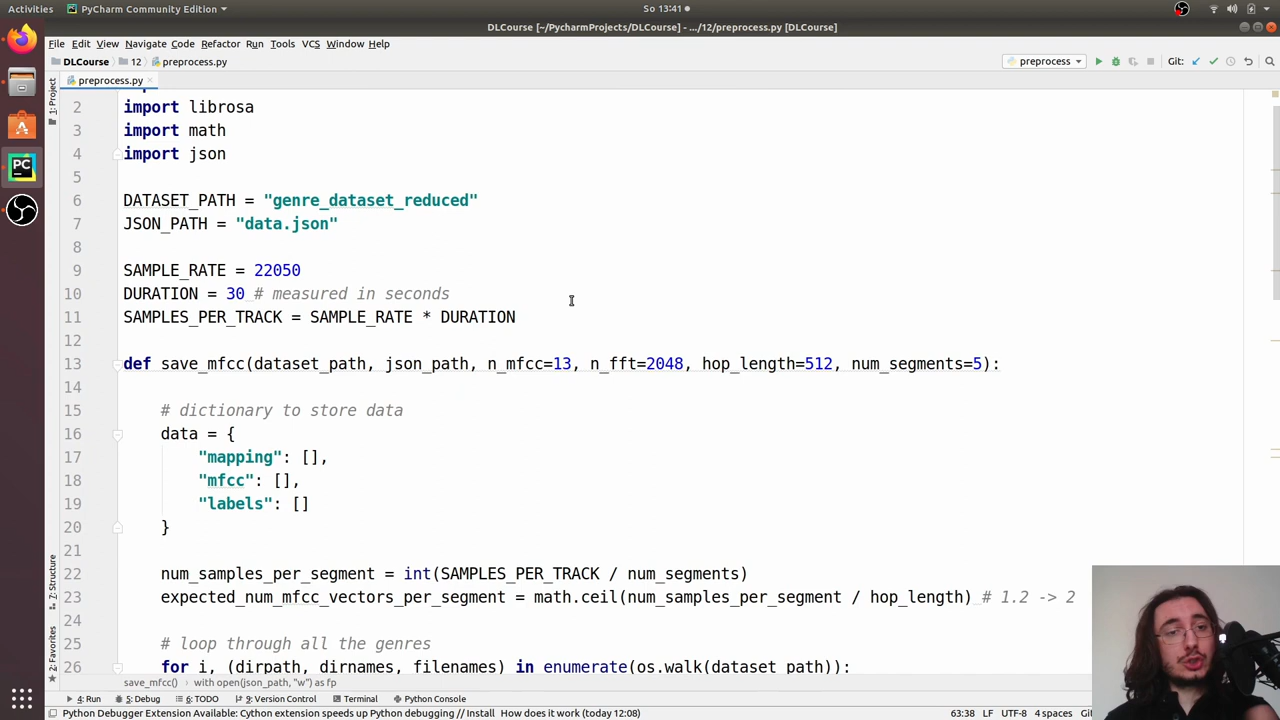 Activities PyCharm Community Edition So 13:41
DLCourse [~/PycharmProjects/DLCourse] - .../12/preprocess.py [DLCourse]
File Edit View Navigate Code Refactor Run Tools VCS Window Help
DLCourse 12 preprocess.py preprocess Git:
preprocess.py
1: Project
2 import librosa
3 import math
4 import json
5
6 DATASET_PATH = "genre_dataset_reduced"
7 JSON_PATH = "data.json"
8
9 SAMPLE_RATE = 22050
10 DURATION = 30 # measured in seconds
11 SAMPLES_PER_TRACK = SAMPLE_RATE * DURATION
12
13 def save_mfcc(dataset_path, json_path, n_mfcc=13, n_fft=2048, hop_length=512, num_segments=5):
14
15 # dictionary to store data
16 data = {
17 "mapping": [],
18 "mfcc": [],
19 "labels": []
20 }
21
22 num_samples_per_segment = int(SAMPLES_PER_TRACK / num_segments)
23 expected_num_mfcc_vectors_per_segment = math.ceil(num_samples_per_segment / hop_length) # 1.2 -> 2
24
25 # loop through all the genres
26 for i, (dirpath, dirnames, filenames) in enumerate(os.walk(dataset_path)):
7: Structure
2: Favorites
save_mfcc() with open(json_path, "w") as fp
4: Run 5: Debug 6: TODO 9: Version Control Terminal Python Console
Python Debugger Extension Available: Cython extension speeds up Python debugging // Install How does it work (today 12:08) 63:38 LF UTF-8 4 spaces